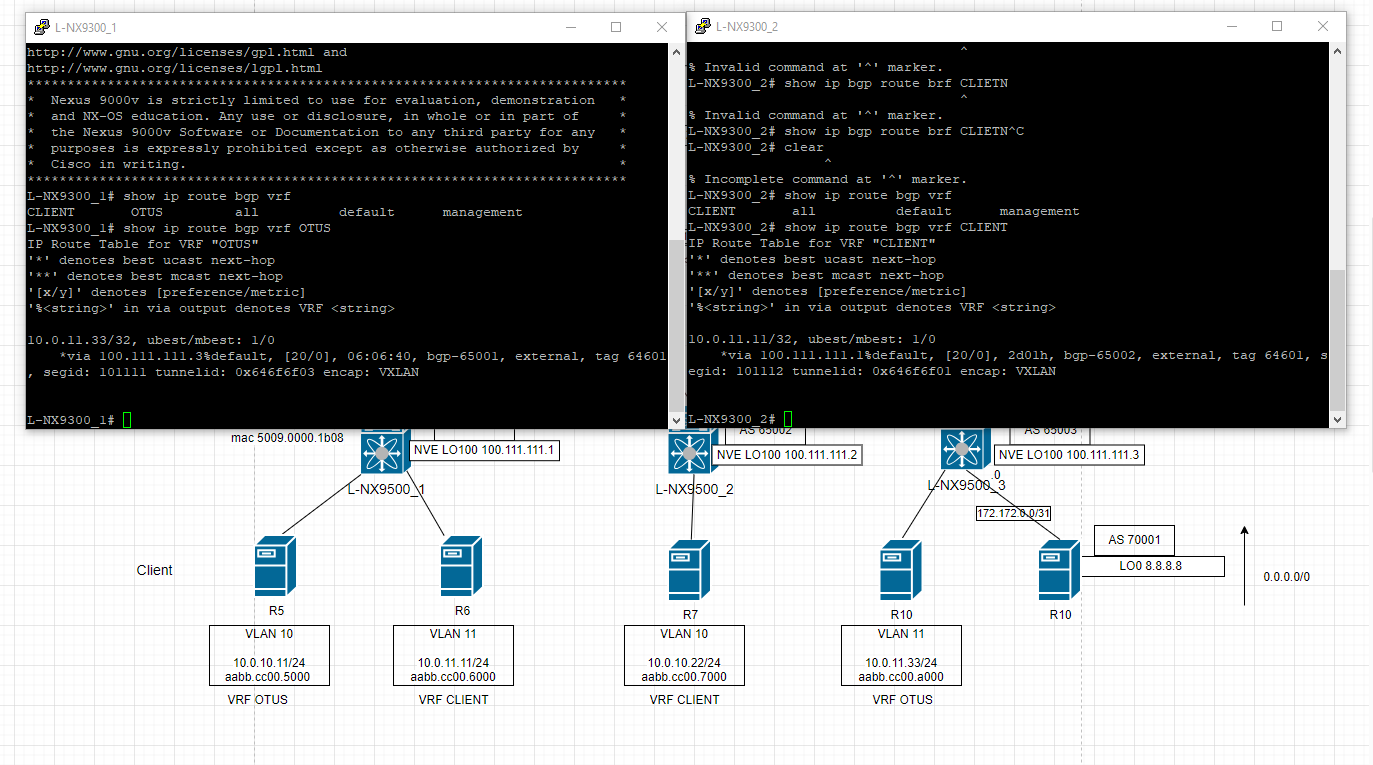 L-NX9300_1
http://www.gnu.org/licenses/gpl.html and
http://www.gnu.org/licenses/lgpl.html
***************************************************************************
*  Nexus 9000v is strictly limited to use for evaluation, demonstration   *
*  and NX-OS education. Any use or disclosure, in whole or in part of     *
*  the Nexus 9000v Software or Documentation to any third party for any   *
*  purposes is expressly prohibited except as otherwise authorized by     *
*  Cisco in writing.                                                      *
***************************************************************************
L-NX9300_1# show ip route bgp vrf
CLIENT       OTUS         all          default      management
L-NX9300_1# show ip route bgp vrf OTUS
IP Route Table for VRF "OTUS"
'*' denotes best ucast next-hop
'**' denotes best mcast next-hop
'[x/y]' denotes [preference/metric]
'%<string>' in via output denotes VRF <string>
10.0.11.33/32, ubest/mbest: 1/0
    *via 100.111.111.3%default, [20/0], 06:06:40, bgp-65001, external, tag 64601
, segid: 101111 tunnelid: 0x646f6f03 encap: VXLAN
L-NX9300_1#
L-NX9300_2
^
% Invalid command at '^' marker.
L-NX9300_2# show ip bgp route brf CLIETN
^
% Invalid command at '^' marker.
L-NX9300_2# show ip bgp route brf CLIETN^C
L-NX9300_2# clear
^
% Incomplete command at '^' marker.
L-NX9300_2# show ip route bgp vrf
CLIENT       all          default      management
L-NX9300_2# show ip route bgp vrf CLIENT
IP Route Table for VRF "CLIENT"
'*' denotes best ucast next-hop
'**' denotes best mcast next-hop
'[x/y]' denotes [preference/metric]
'%<string>' in via output denotes VRF <string>
10.0.11.11/32, ubest/mbest: 1/0
    *via 100.111.111.1%default, [20/0], 2d01h, bgp-65002, external, tag 64601, s
egid: 101112 tunnelid: 0x646f6f01 encap: VXLAN
L-NX9300_2#
mac 5009.0000.1b08
NVE LO100 100.111.111.1
L-NX9500_1
AS 65002
NVE LO100 100.111.111.2
L-NX9500_2
AS 65003
NVE LO100 100.111.111.3
.0
L-NX9500_3
172.172.0.0/31
AS 70001
LO0 8.8.8.8
0.0.0.0/0
Client
R5
R6
R7
R10
R10
VLAN 10
10.0.10.11/24
aabb.cc00.5000
VRF OTUS
VLAN 11
10.0.11.11/24
aabb.cc00.6000
VRF CLIENT
VLAN 10
10.0.10.22/24
aabb.cc00.7000
VRF CLIENT
VLAN 11
10.0.11.33/24
aabb.cc00.a000
VRF OTUS